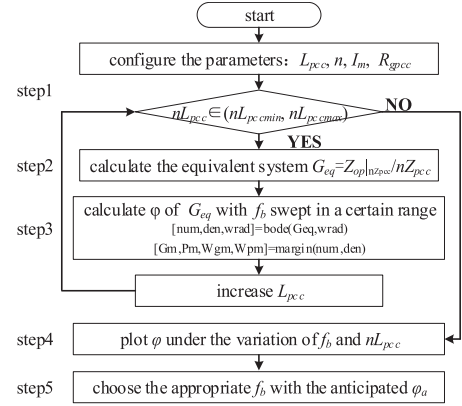 start
configure the parameters: Lpcc, n, Im, Rgpcc
step1
nLpcc∈(nLpccmin, nLpccmax)
NO
YES
step2
calculate the equivalent system Geq=Zop|nZpcc/nZpcc
step3
calculate φ of Geq with fb swept in a certain range
[num,den,wrad]=bode(Geq,wrad)
[Gm,Pm,Wgm,Wpm]=margin(num,den)
increase Lpcc
step4
plot φ under the variation of fb and nLpcc
step5
choose the appropriate fb with the anticipated φa